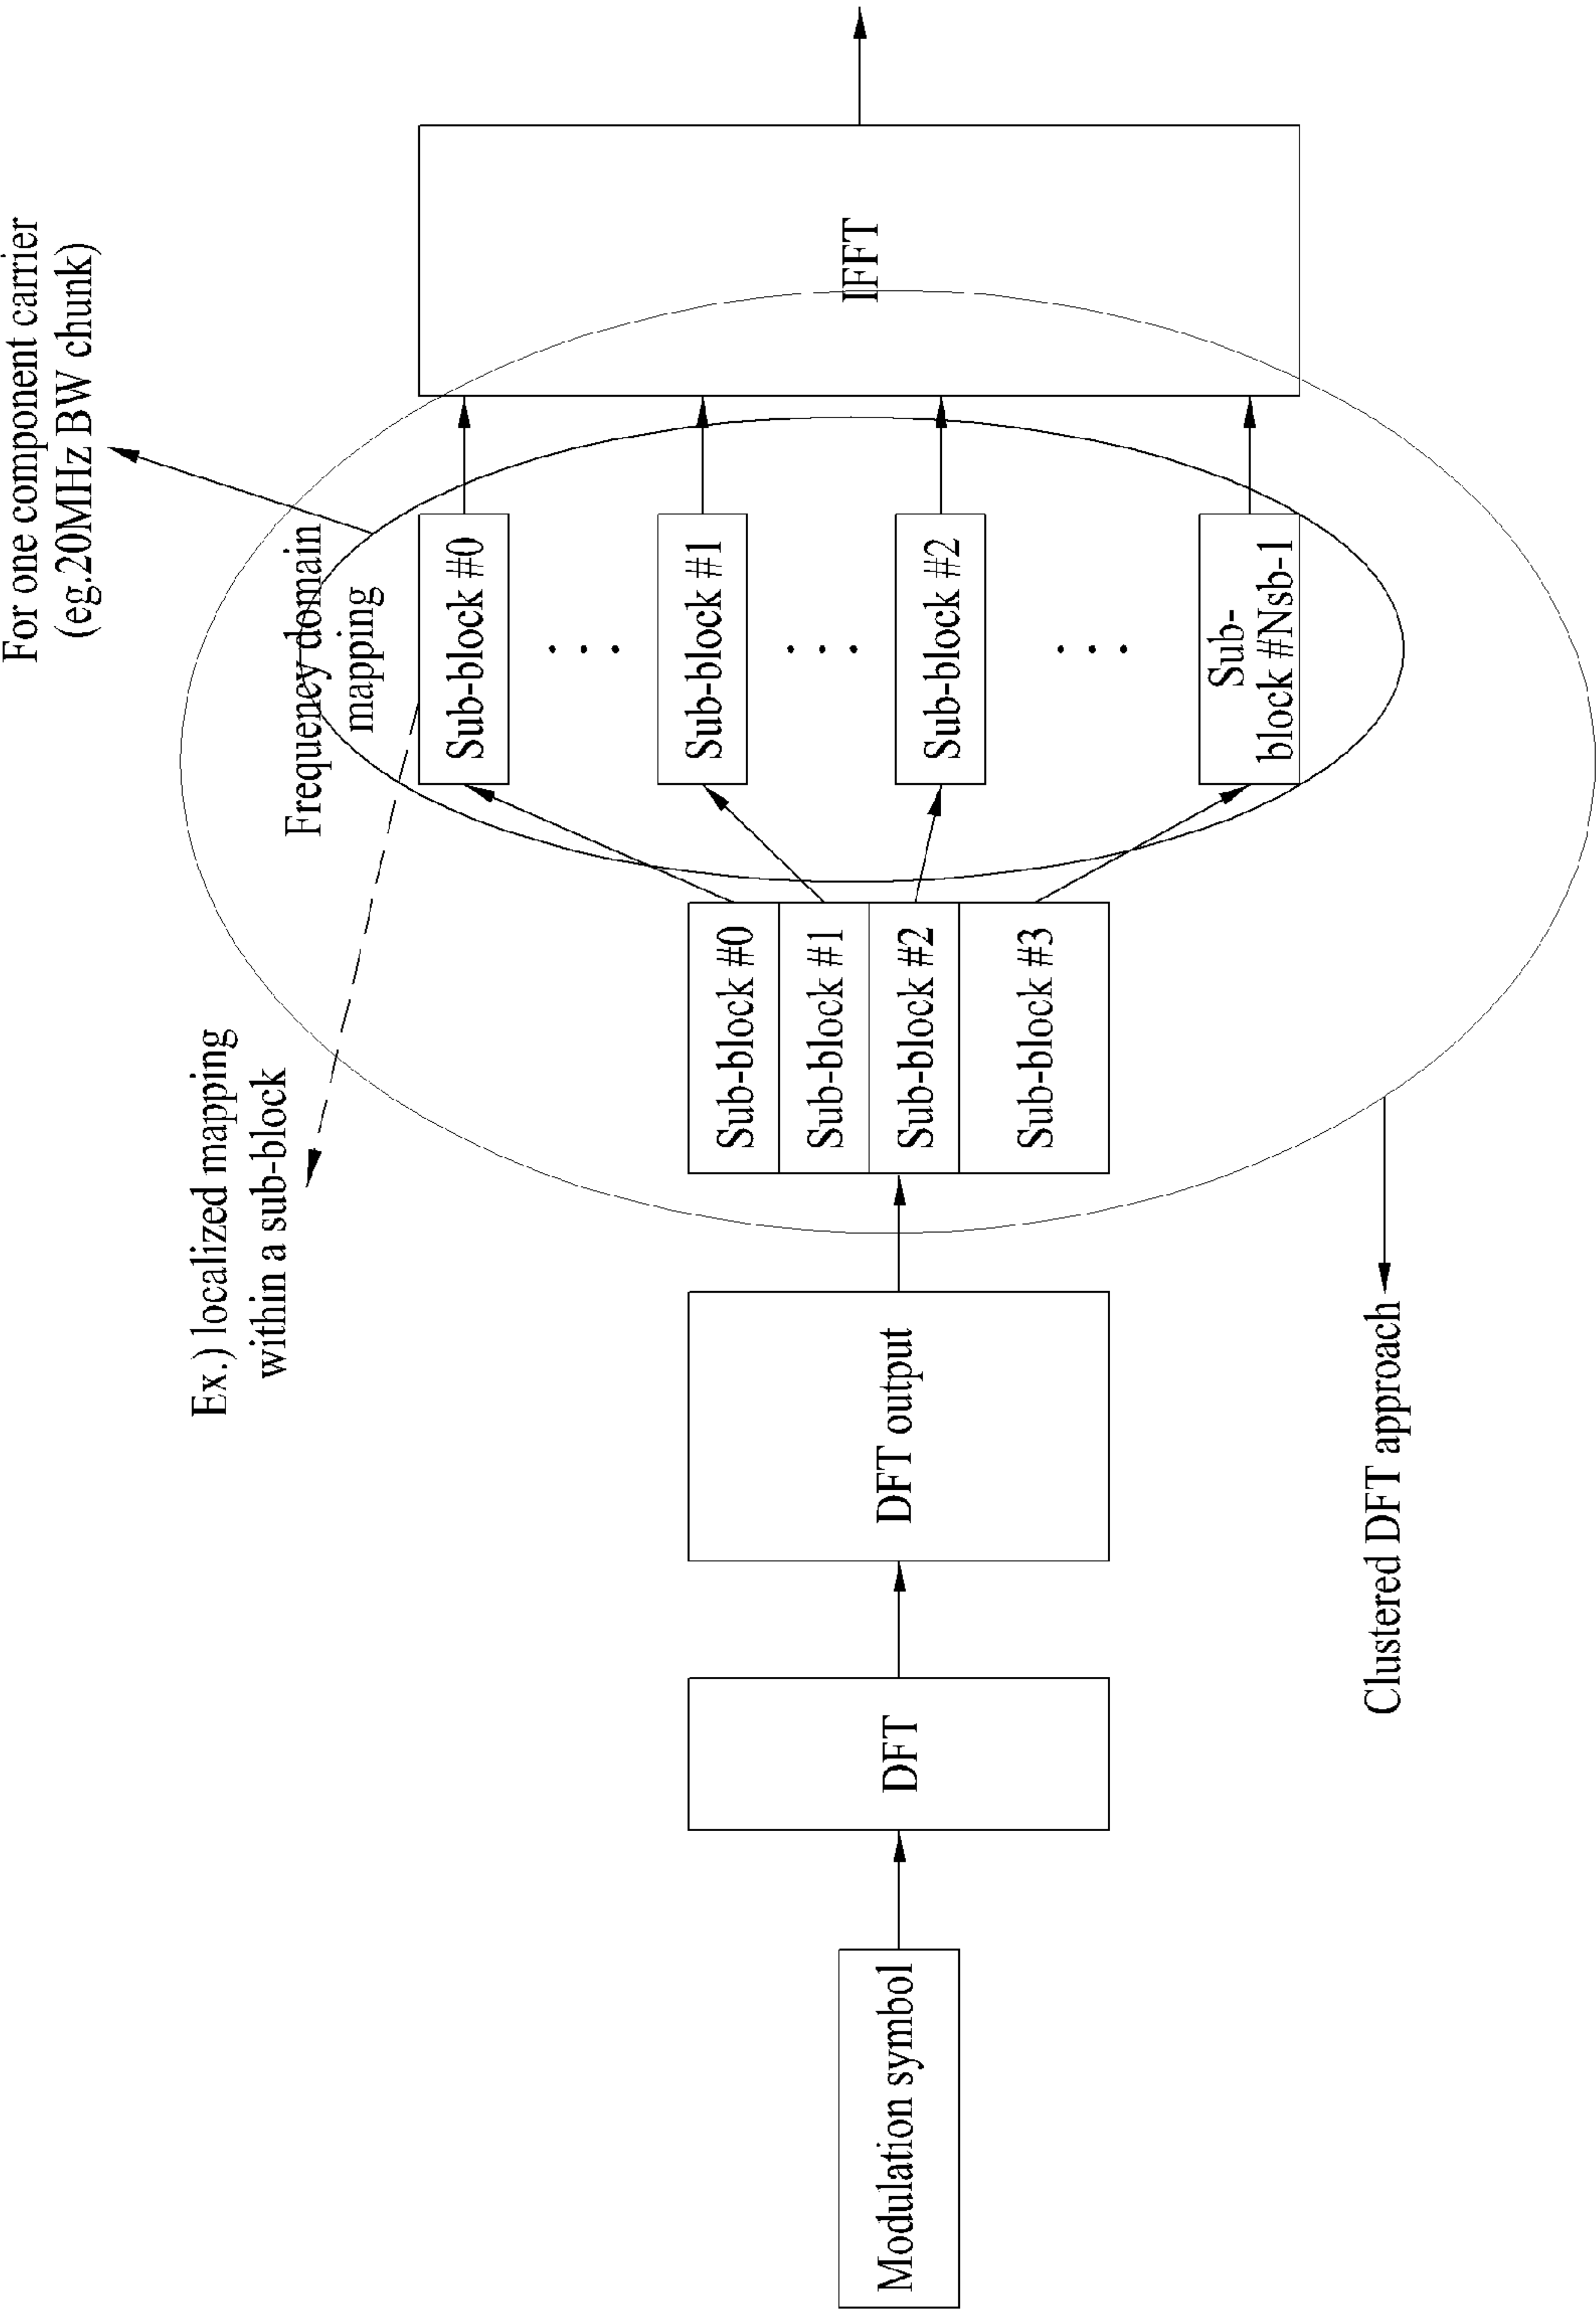 Modulation symbol
DFT
DFT output
Sub-block #0
Sub-block #1
Sub-block #2
Sub-block #3
Ex.) localized mapping
within a sub-block
Frequency domain
mapping
Sub-block #0
Sub-block #1
Sub-block #2
Sub-
block #Nsb-1
For one component carrier
(eg.20MHz BW chunk)
IFFT
Clustered DFT approach